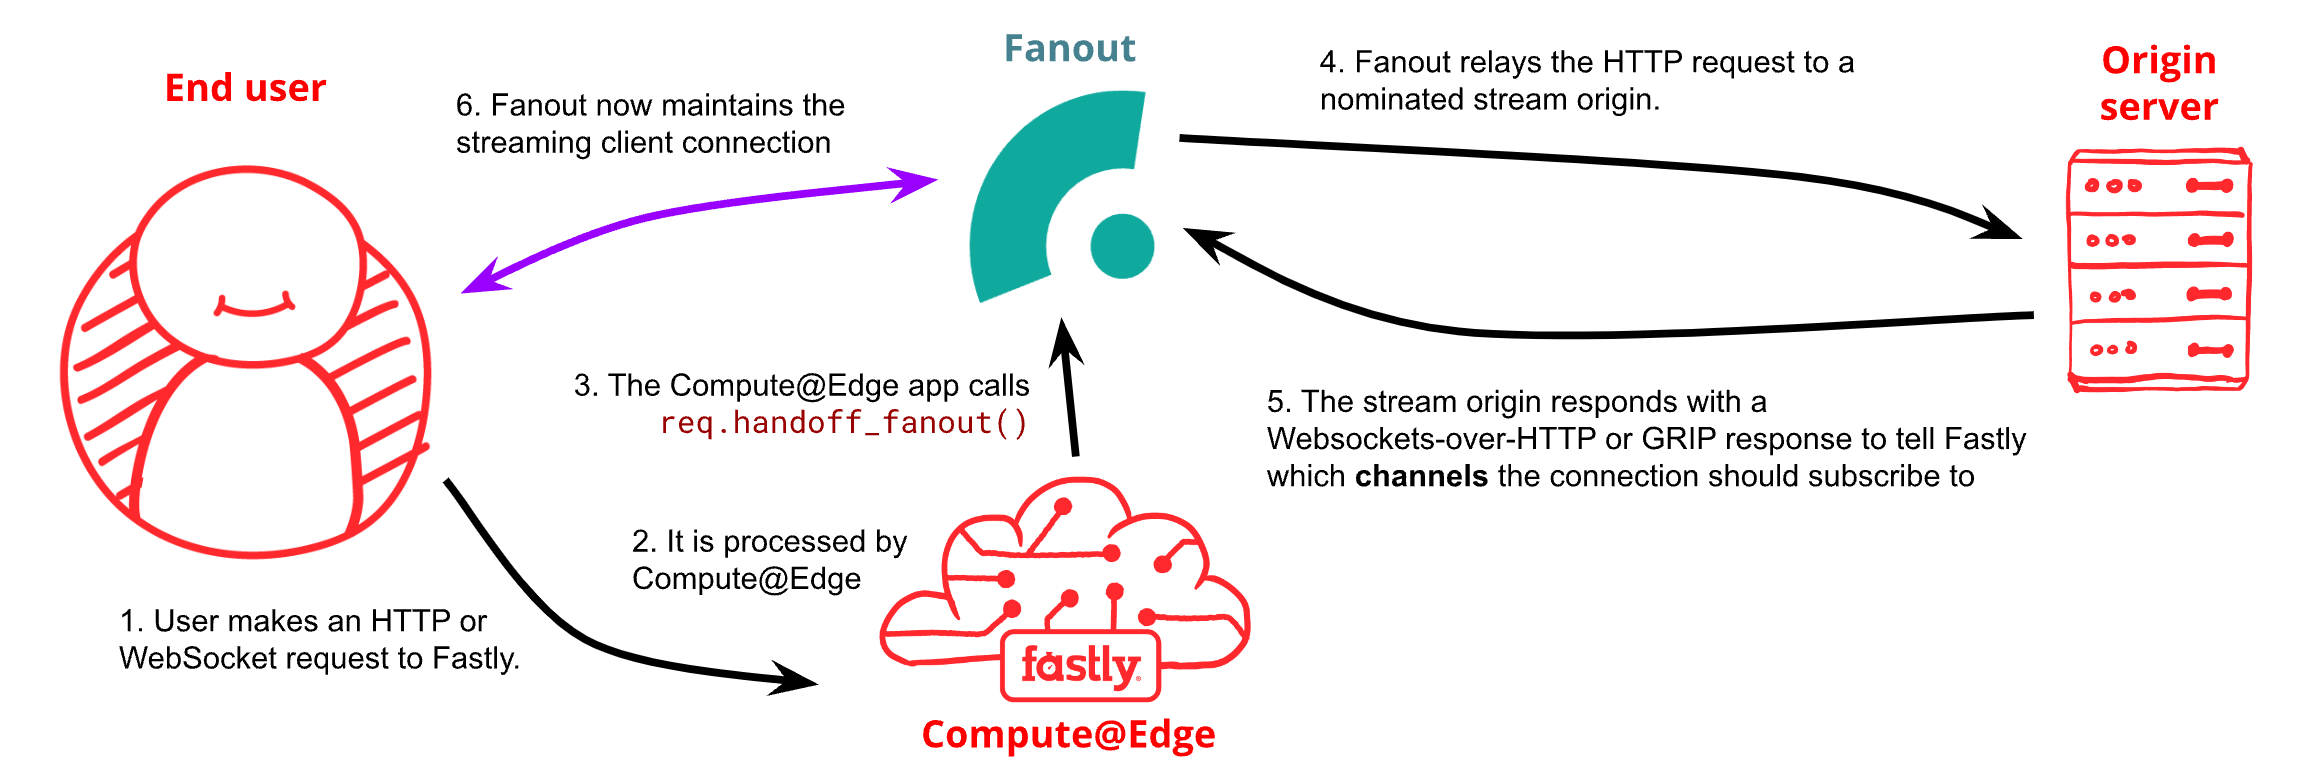 End user
6. Fanout now maintains the
streaming client connection
Fanout
4. Fanout relays the HTTP request to a
nominated stream origin.
Origin
server
3. The Compute@Edge app calls
req.handoff_fanout()
5. The stream origin responds with a
Websockets-over-HTTP or GRIP response to tell Fastly
which channels the connection should subscribe to
2. It is processed by
Compute@Edge
1. User makes an HTTP or
WebSocket request to Fastly.
fastly
Compute@Edge